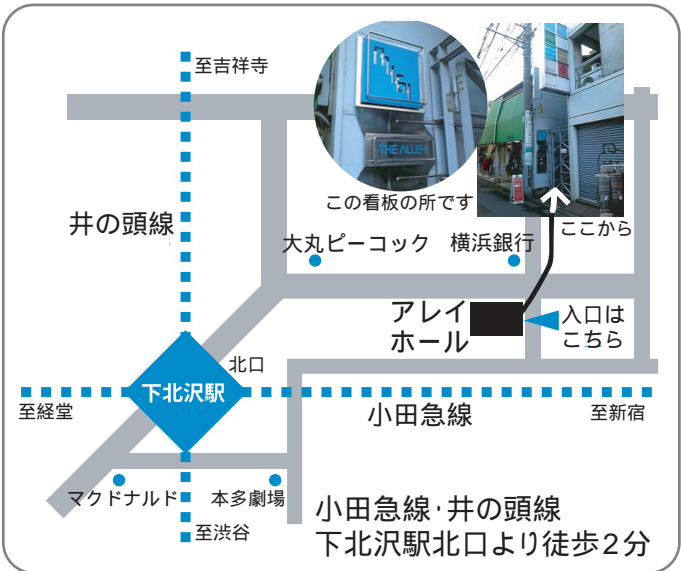 至吉祥寺
THE ALLEY
この看板の所です
井の頭線
大丸ピーコック
横浜銀行
ここから
アレイ
ホール
入口は
こちら
北口
下北沢駅
至経堂
小田急線
至新宿
マクドナルド
本多劇場
至渋谷
小田急線・井の頭線
下北沢駅北口より徒歩2分